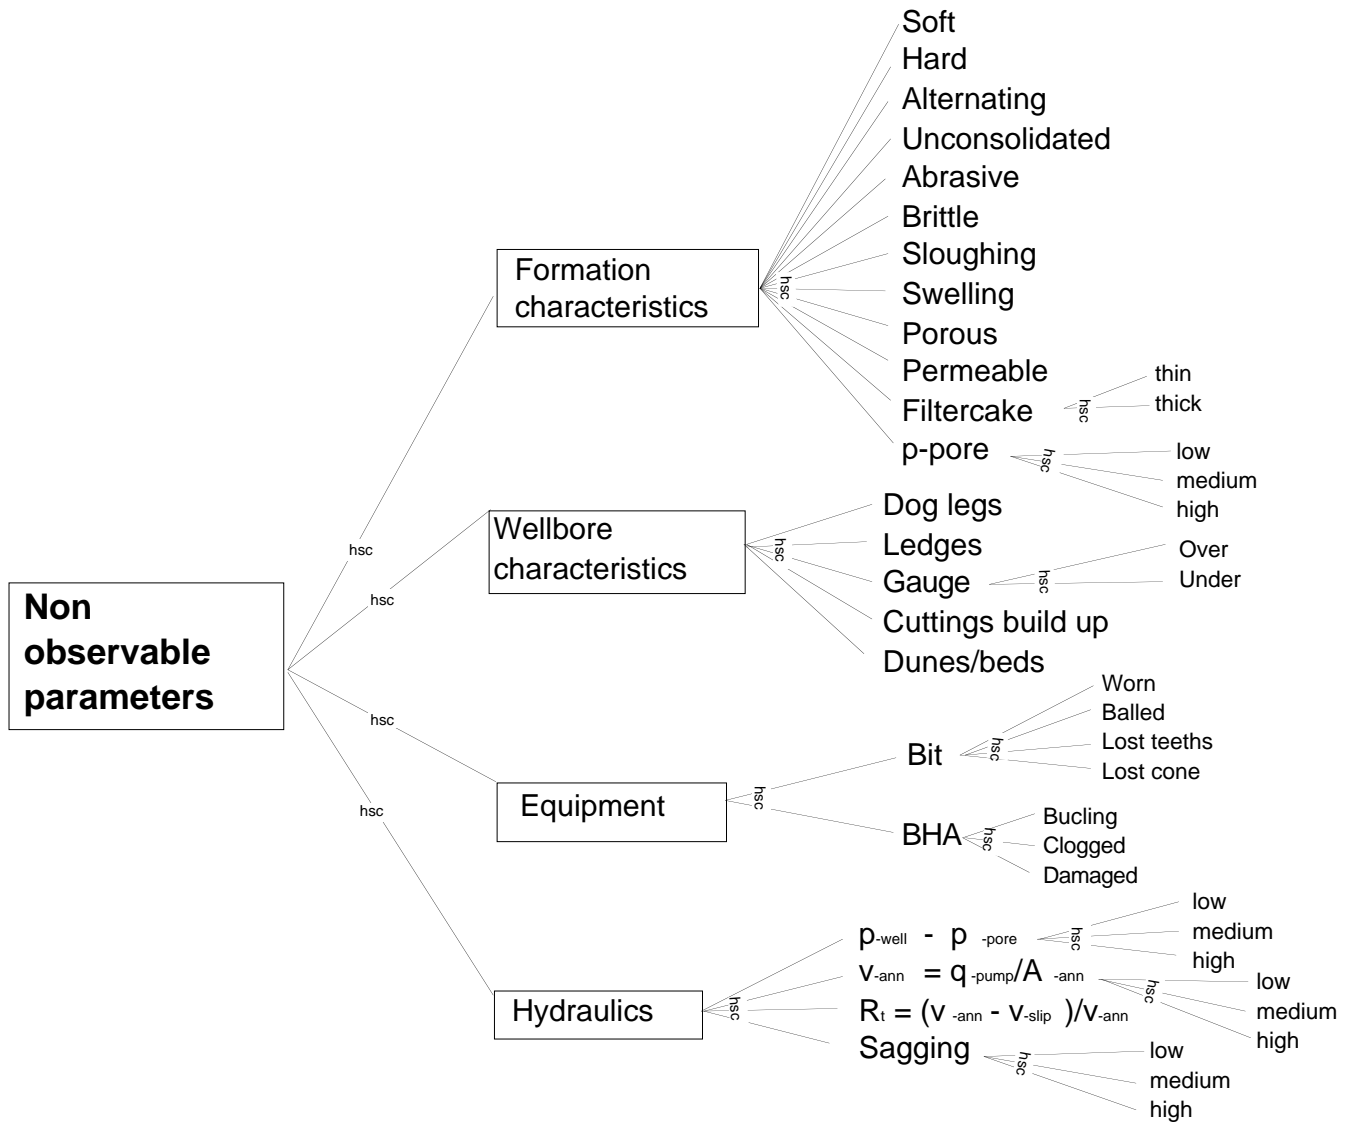 Non
observable
parameters
hsc
hsc
hsc
hsc
Formation
characteristics
hsc
Soft
Hard
Alternating
Unconsolidated
Abrasive
Brittle
Sloughing
Swelling
Porous
Permeable
Filtercake
hsc
thin
thick
p-pore
hsc
low
medium
high
Wellbore
characteristics
hsc
Dog legs
Ledges
Gauge
hsc
Over
Under
Cuttings build up
Dunes/beds
Equipment
hsc
Bit
hsc
Worn
Balled
Lost teeths
Lost cone
BHA
hsc
Bucling
Clogged
Damaged
Hydraulics
hsc
p-well - p -pore
hsc
low
medium
high
v-ann = q-pump/A -ann
hsc
low
medium
high
Rt = (v -ann - v-slip )/v-ann
Sagging
hsc
low
medium
high